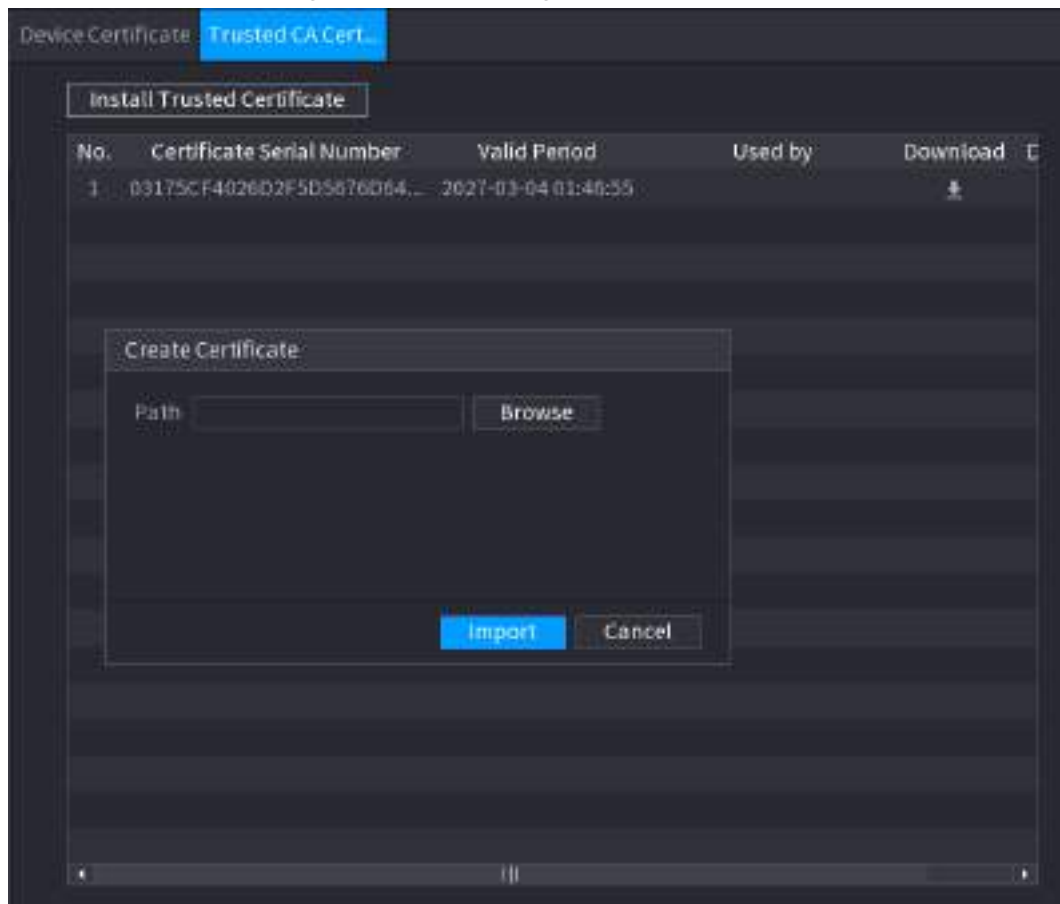 Device Certificate Trusted CA Cert...
Install Trusted Certificate
No. Certificate Serial Number Valid Period Used by Download D
1 03175CF4026D2F5D5676D64... 2027-03-04 01:46:55
Create Certificate
Path Browse
Import Cancel